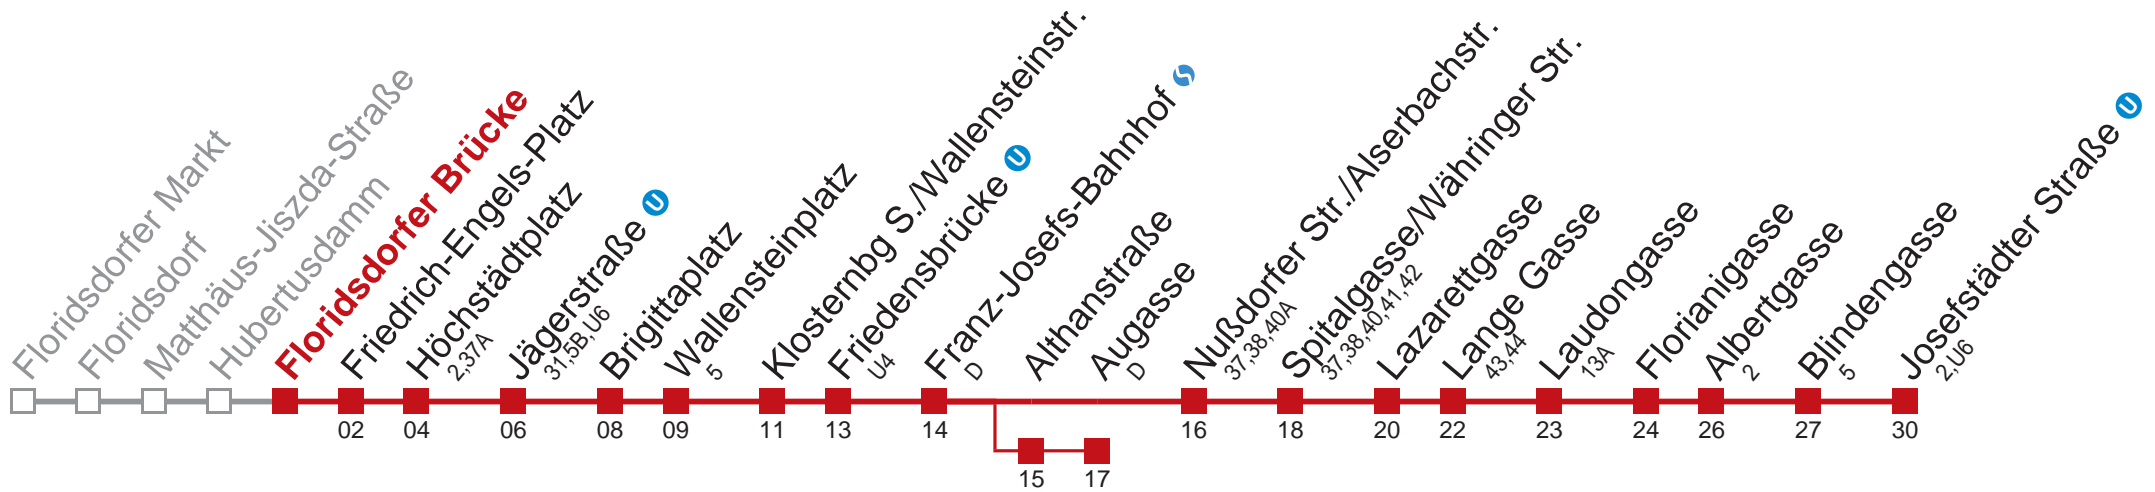 Floridsdorfer Markt
Floridsdorf
Matthäus-Jiszda-Straße
Hubertusdamm
Floridsdorfer Brücke
Friedrich-Engels-Platz
Höchstädtplatz
2,37A
Jägerstraße U
31,5B,U6
Brigittaplatz
Wallensteinplatz
5
Klosternbg S./Wallensteinstr.
Friedensbrücke U
U4
Franz-Josefs-Bahnhof S
D
Althanstraße
Augasse
D
Nußdorfer Str./Alserbachstr.
37,38,40A
Spitalgasse/Währinger Str.
37,38,40,41,42
Lazarettgasse
Lange Gasse
43,44
Laudongasse
13A
Florianigasse
Albertgasse
2
Blindengasse
5
Josefstädter Straße U
2,U6
02 04 06 08 09 11 13 14 16 18 20 22 23 24 26 27 30
15 17